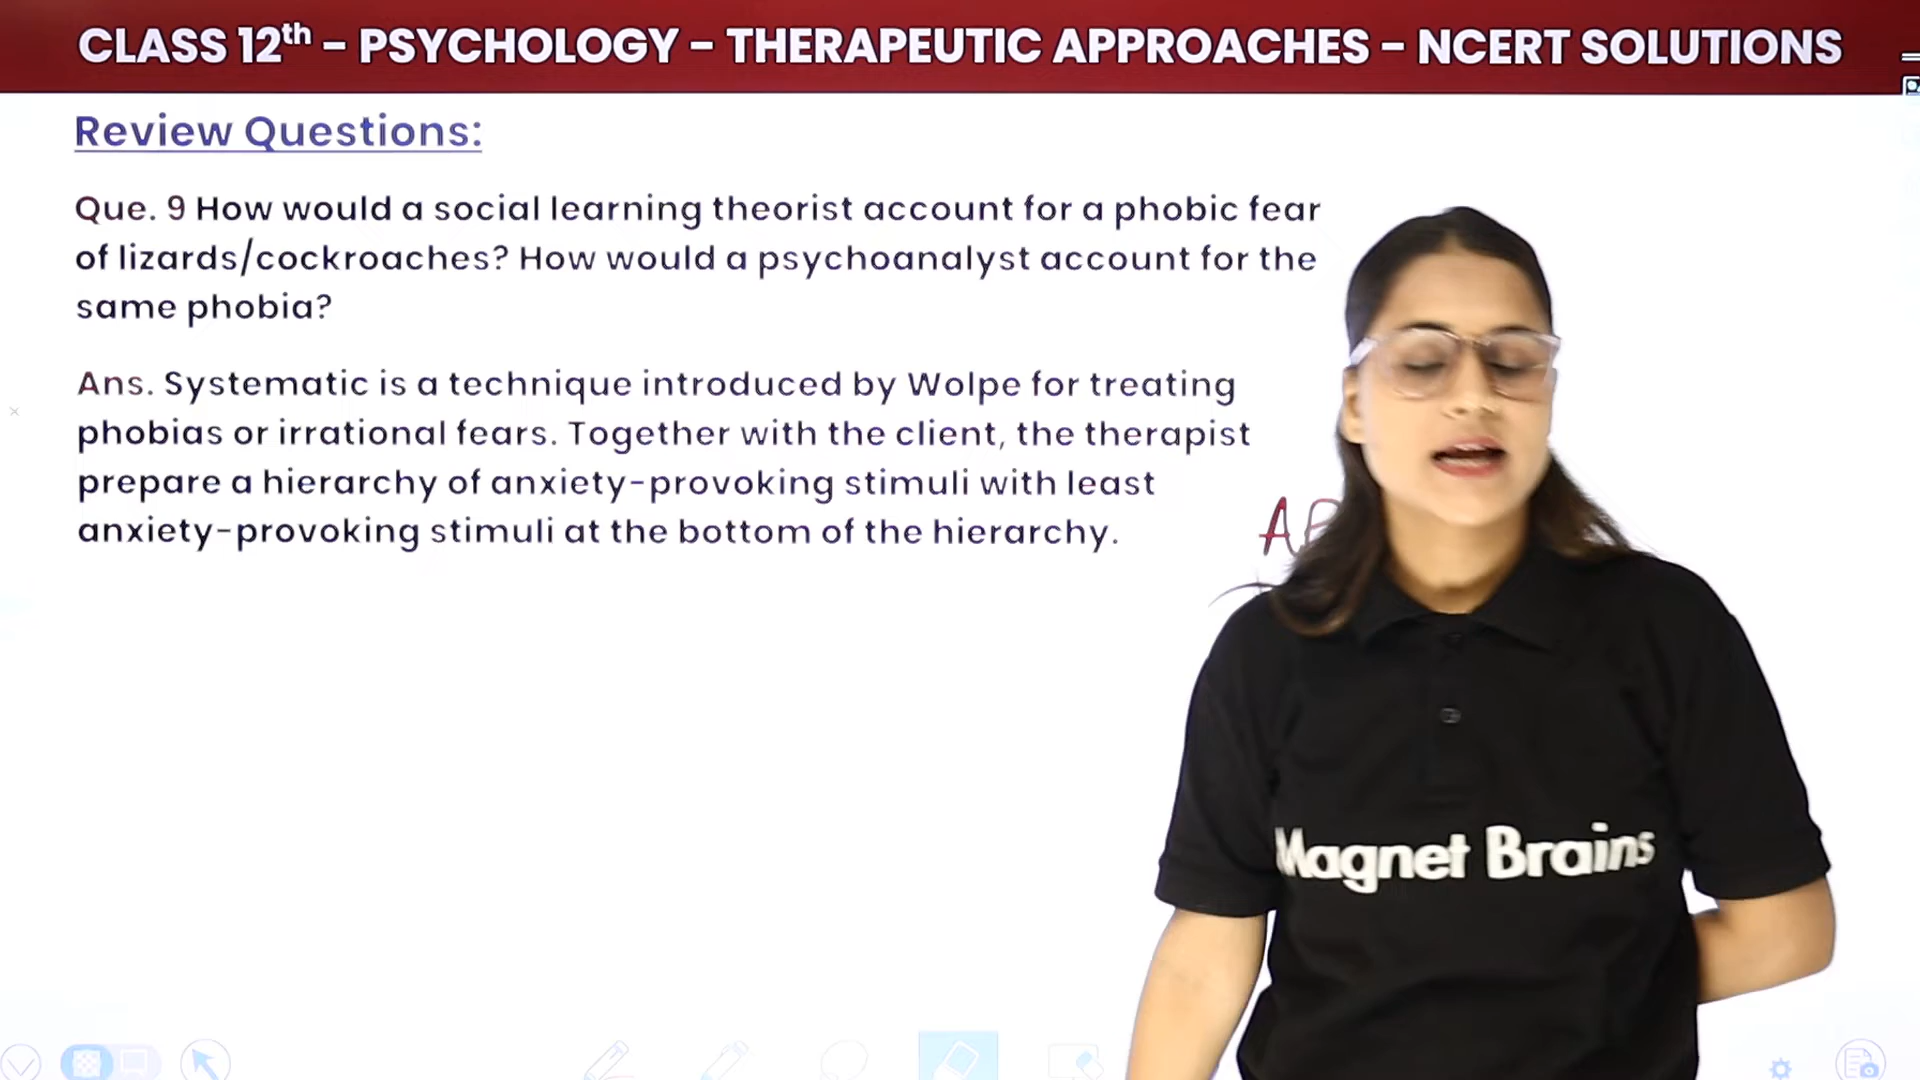 CLASS 12th – PSYCHOLOGY – THERAPEUTIC APPROACHES – NCERT SOLUTIONS
Review Questions:
Que. 9 How would a social learning theorist account for a phobic fear
of lizards/cockroaches? How would a psychoanalyst account for the
same phobia?
Ans. Systematic is a technique introduced by Wolpe for treating
phobias or irrational fears. Together with the client, the therapist
prepare a hierarchy of anxiety-provoking stimuli with least
anxiety-provoking stimuli at the bottom of the hierarchy.
Magnet Brains